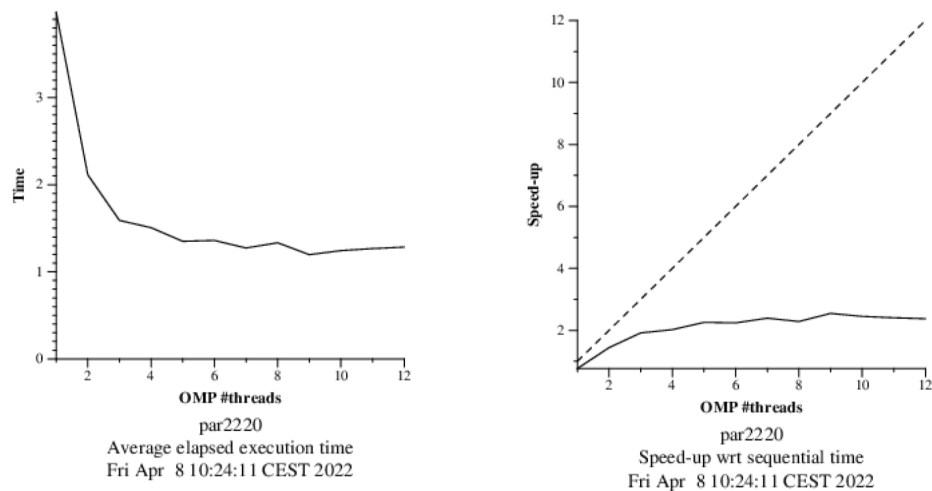 3
2
1
0
Time
2
4
6
8
10
12
OMP #threads
par2220
Average elapsed execution time
Fri Apr  8 10:24:11 CEST 2022
12
10
8
6
4
2
Speed-up
2
4
6
8
10
12
OMP #threads
par2220
Speed-up wrt sequential time
Fri Apr  8 10:24:11 CEST 2022